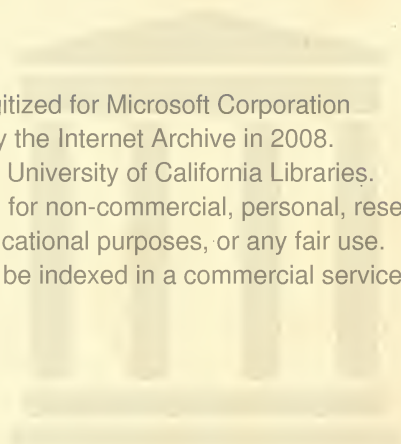 gitized for Microsoft Corporation
y the Internet Archive in 2008.
University of California Libraries.
for non-commercial, personal, rese
cational purposes, or any fair use.
be indexed in a commercial service